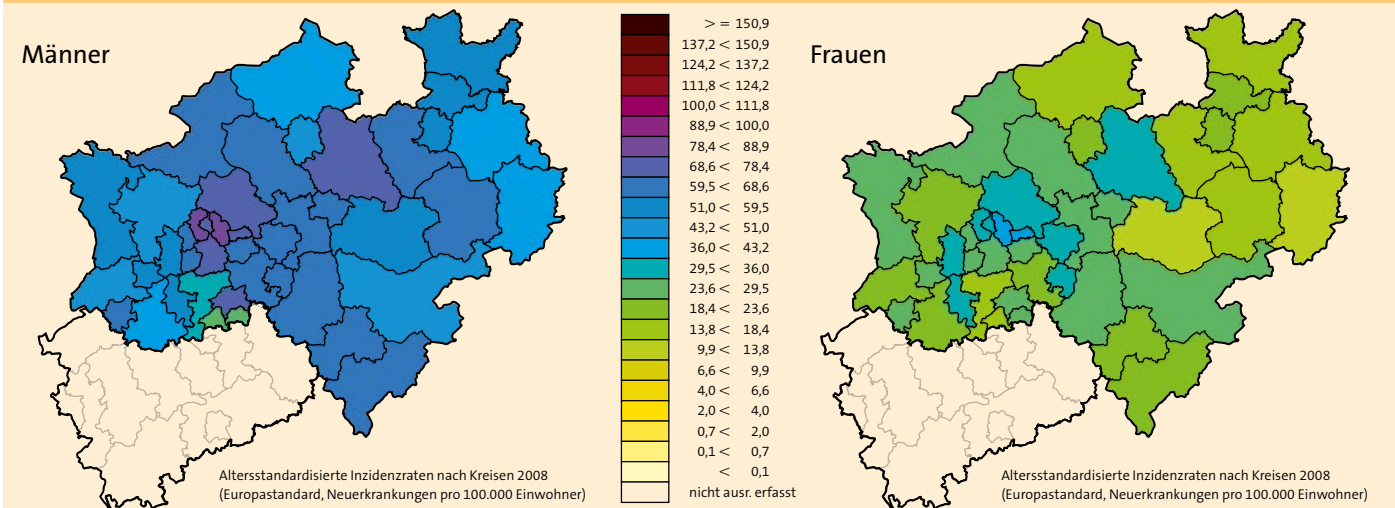 Männer
> = 150,9
137,2 < 150,9
124,2 < 137,2
111,8 < 124,2
100,0 < 111,8
88,9 < 100,0
78,4 < 88,9
68,6 < 78,4
59,5 < 68,6
51,0 < 59,5
43,2 < 51,0
36,0 < 43,2
29,5 < 36,0
23,6 < 29,5
18,4 < 23,6
13,8 < 18,4
9,9 < 13,8
6,6 < 9,9
4,0 < 6,6
2,0 < 4,0
0,7 < 2,0
0,1 < 0,7
< 0,1
nicht ausr. erfasst
Altersstandardisierte Inzidenzraten nach Kreisen 2008
(Europastandard, Neuerkrankungen pro 100.000 Einwohner)
Frauen
Altersstandardisierte Inzidenzraten nach Kreisen 2008
(Europastandard, Neuerkrankungen pro 100.000 Einwohner)